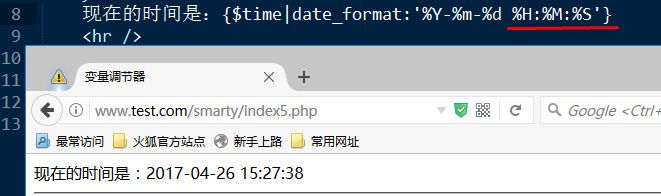 8 现在的时间是：{$time|date_format:'%Y-%m-%d %H:%M:%S'}
9 <hr />
10
11 变量调节器
12 www.test.com/smarty/index5.php Google <Ctrl+
13
最常访问 火狐官方站点 新手上路 常用网址
现在的时间是：2017-04-26 15:27:38